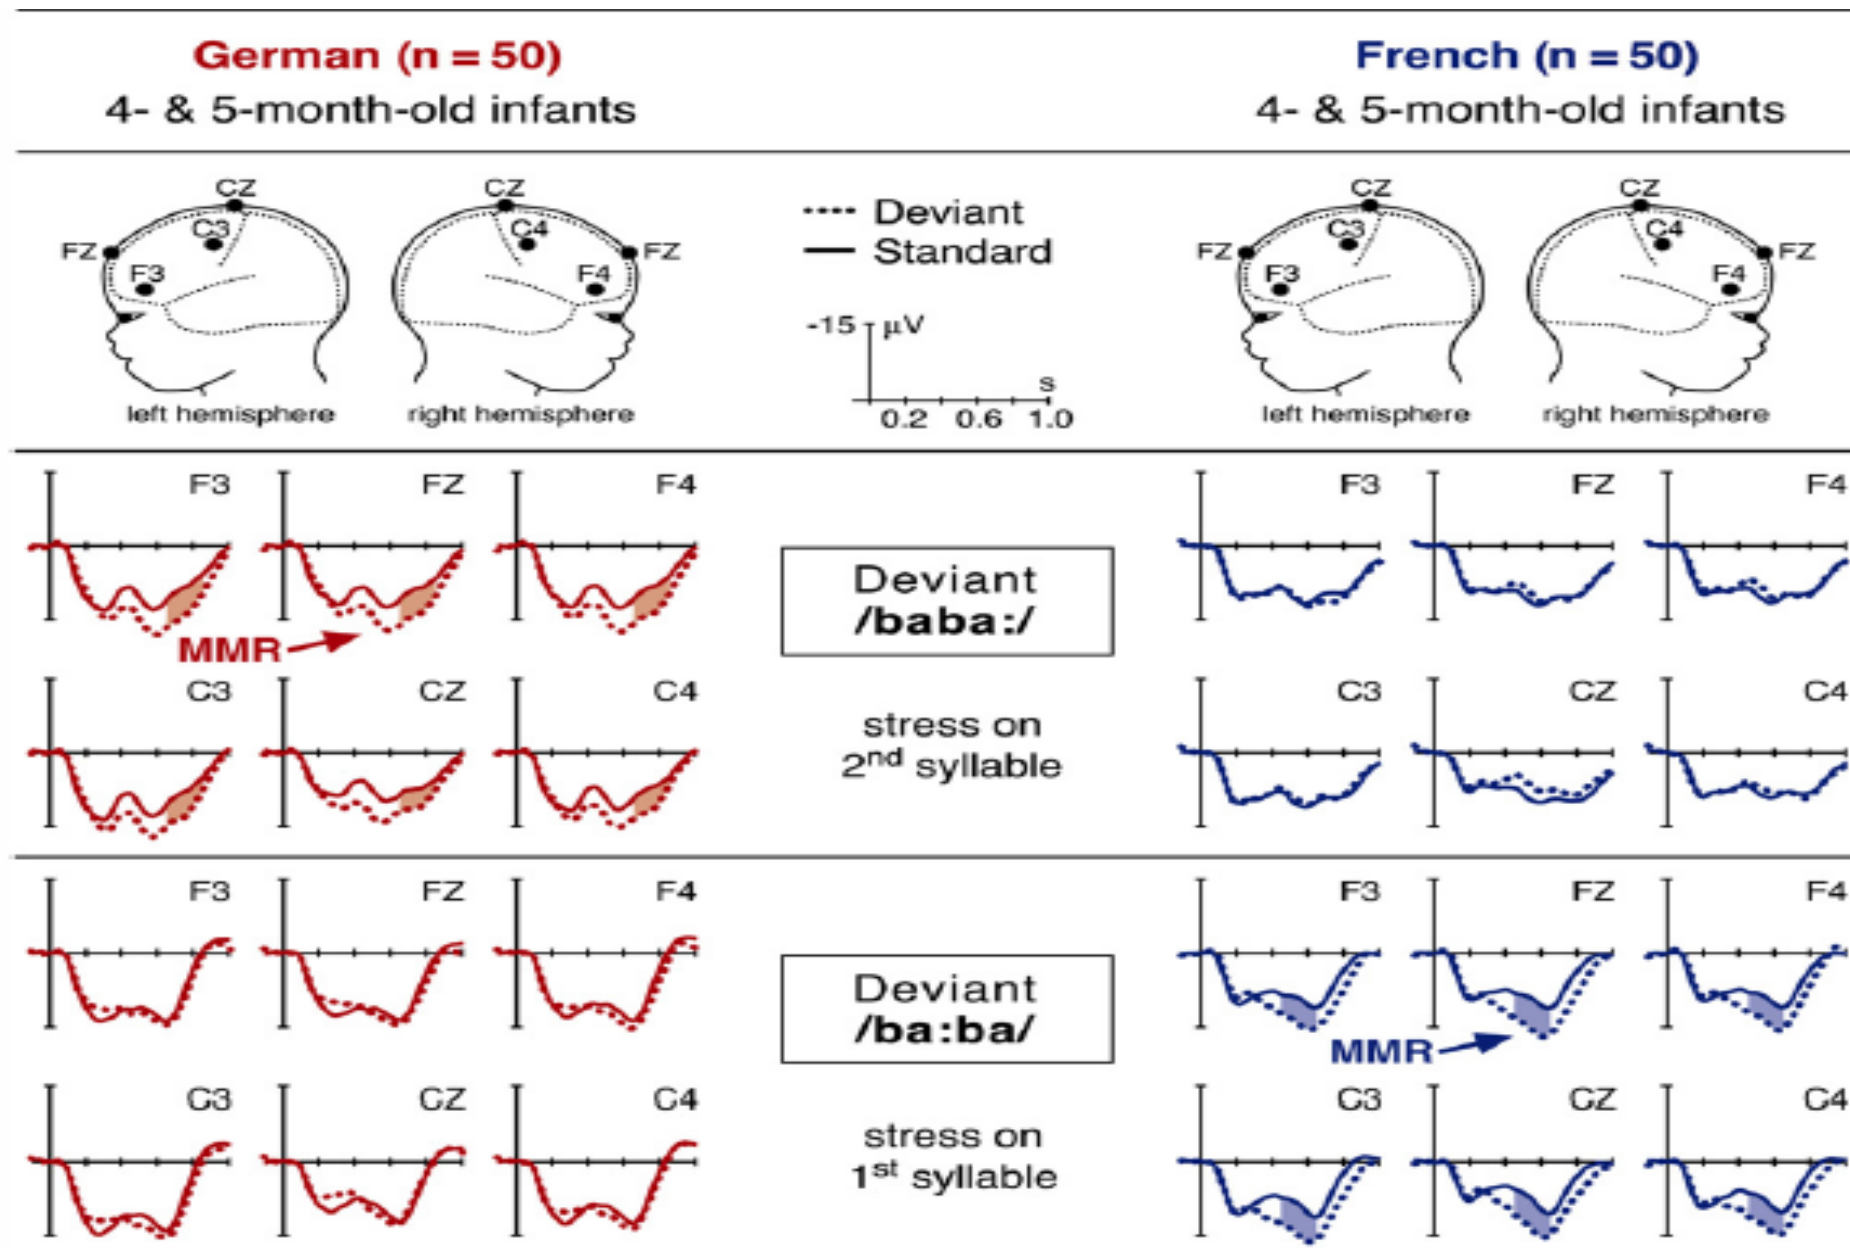 German (n = 50)
4- & 5-month-old infants
French (n = 50)
4- & 5-month-old infants
CZ
C3
FZ
F3
left hemisphere
CZ
C4
FZ
F4
right hemisphere
Deviant
Standard
-15 µV
s
0.2 0.6 1.0
CZ
C3
FZ
F3
left hemisphere
CZ
C4
FZ
F4
right hemisphere
F3 FZ F4
MMR
C3 CZ C4
Deviant
/baba:/
stress on
2nd syllable
F3 FZ F4
C3 CZ C4
F3 FZ F4
C3 CZ C4
Deviant
/ba:ba/
stress on
1st syllable
F3 FZ F4
MMR
C3 CZ C4